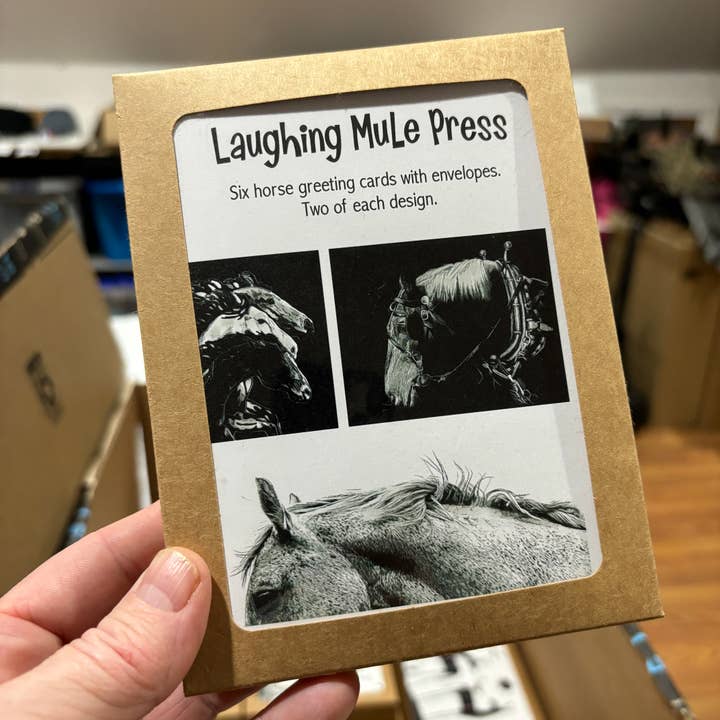 Laughing Mule Press
Six horse greeting cards with envelopes.
Two of each design.